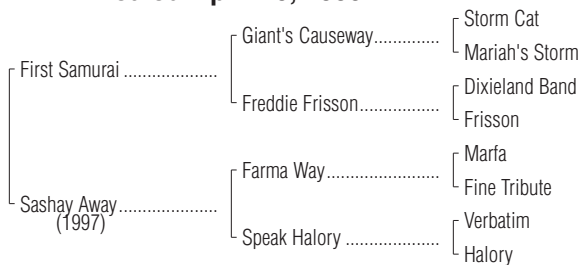 Storm Cat
Giant's Causeway..............
Mariah's Storm
First Samurai ....................
Dixieland Band
Freddie Frisson.................
Frisson
Marfa
Farma Way........................
Fine Tribute
Sashay Away.....................
(1997)
Verbatim
Speak Halory ....................
Halory